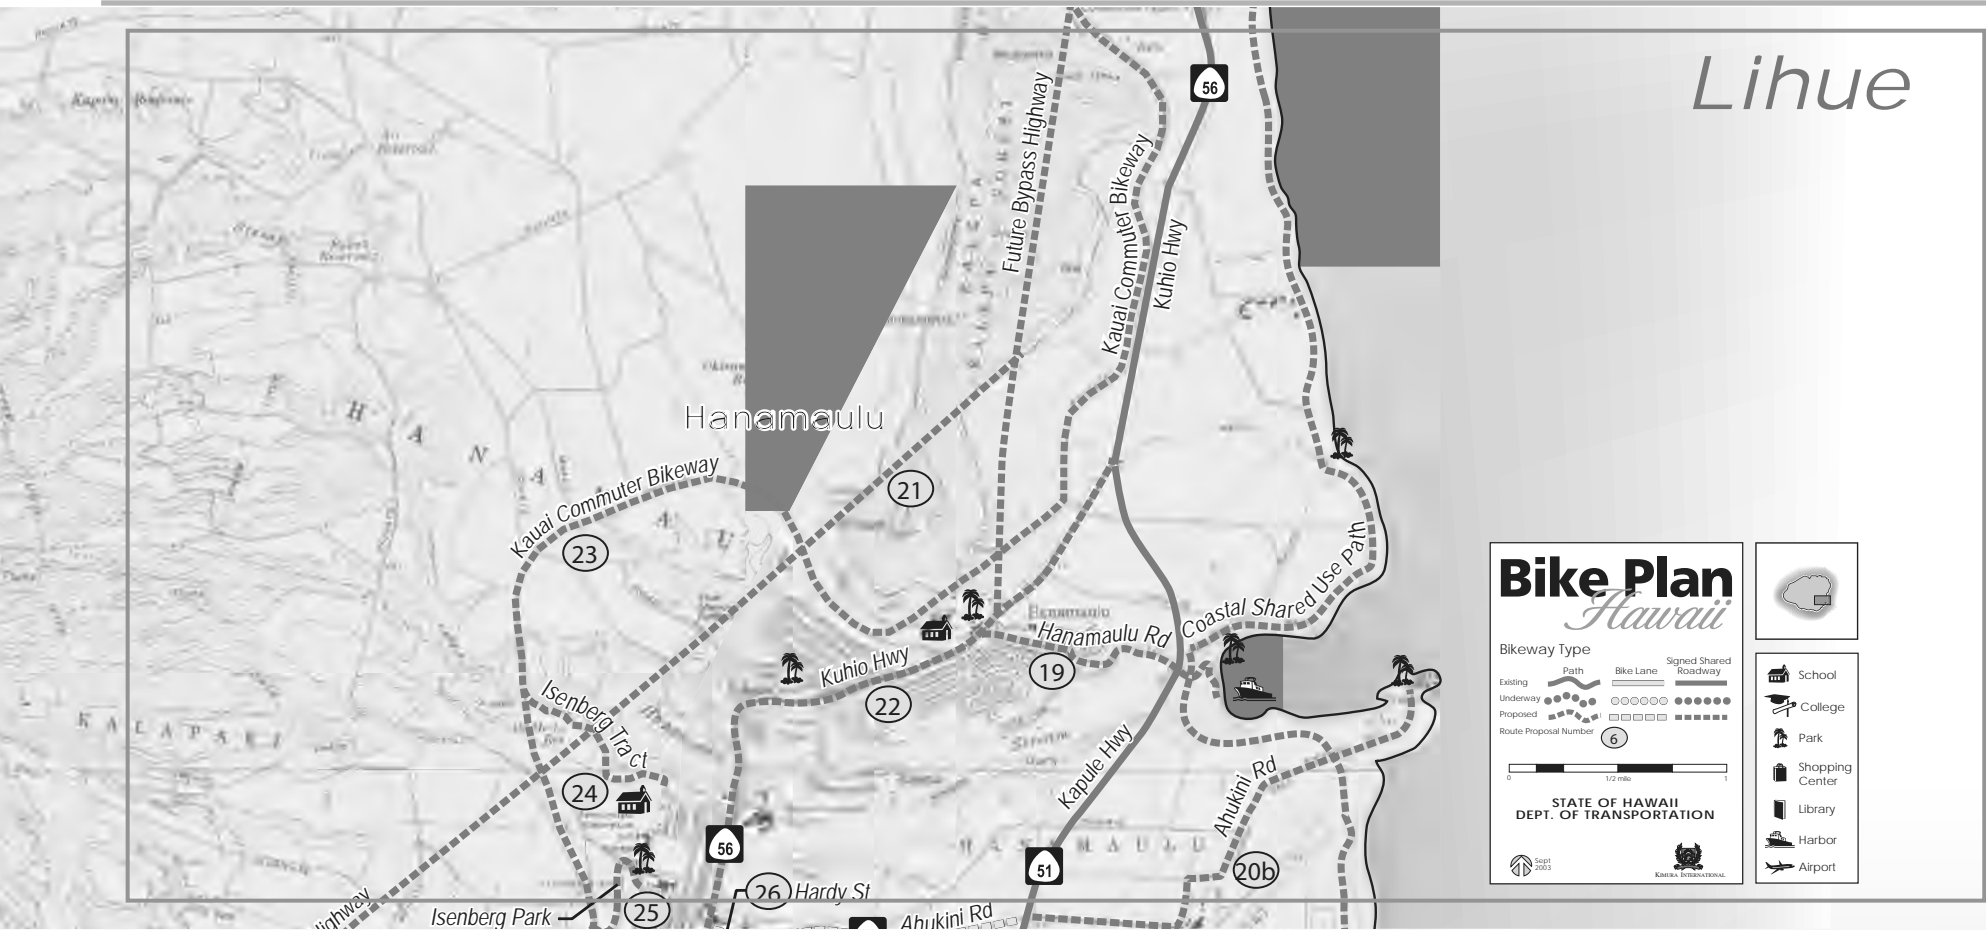 Lihue
56
Future Bypass Highway
Kauai Commuter Bikeway
Kuhio Hwy
Hanamaulu
H A N A A U
21
Kauai Commuter Bikeway
23
Coastal Shared Use Path
Hanamaulu
Hanamaulu Rd
19
Kuhio Hwy
22
Isenberg Tract
24
KALAPAKI
Kapule Hwy
Ahukini Rd
HANAMAULU
56
51
20b
26 Hardy St
25
Isenberg Park
Ahukini Rd
Highway
Bike Plan
Hawaii
Bikeway Type
Path
Bike Lane
Signed Shared
Roadway
Existing
Underway
Proposed
Route Proposal Number 6
0 1/2 mile 1
STATE OF HAWAII
DEPT. OF TRANSPORTATION
Sept
2003
KIMURA INTERNATIONAL
School
College
Park
Shopping
Center
Library
Harbor
Airport